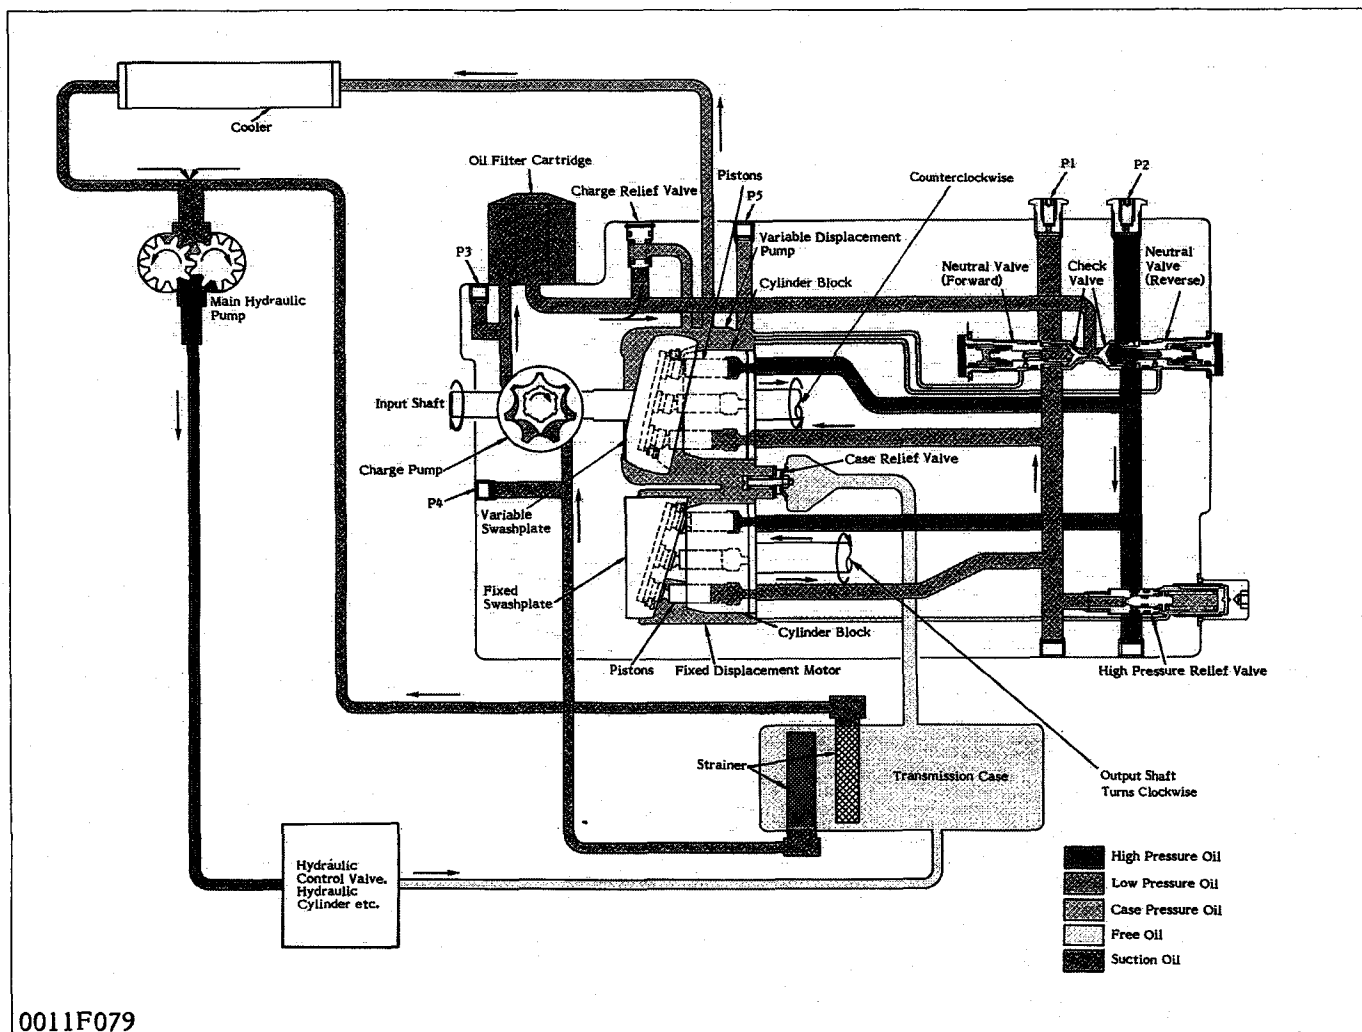 Cooler
Oil Filter Cartridge
Charge Relief Valve
Pistons
P5
Counterclockwise
P1
P2
Variable Displacement
Pump
Cylinder Block
Neutral Valve
(Forward)
Check
Valve
Neutral
Valve
(Reverse)
P3
Main Hydraulic
Pump
Input Shaft
Charge Pump
P4
Variable
Swashplate
Case Relief Valve
Fixed
Swashplate
Cylinder Block
Pistons
Fixed Displacement Motor
High Pressure Relief Valve
Strainer
Transmission Case
Output Shaft
Turns Clockwise
Hydraulic
Control Valve.
Hydraulic
Cylinder etc.
High Pressure Oil
Low Pressure Oil
Case Pressure Oil
Free Oil
Suction Oil
0011F079